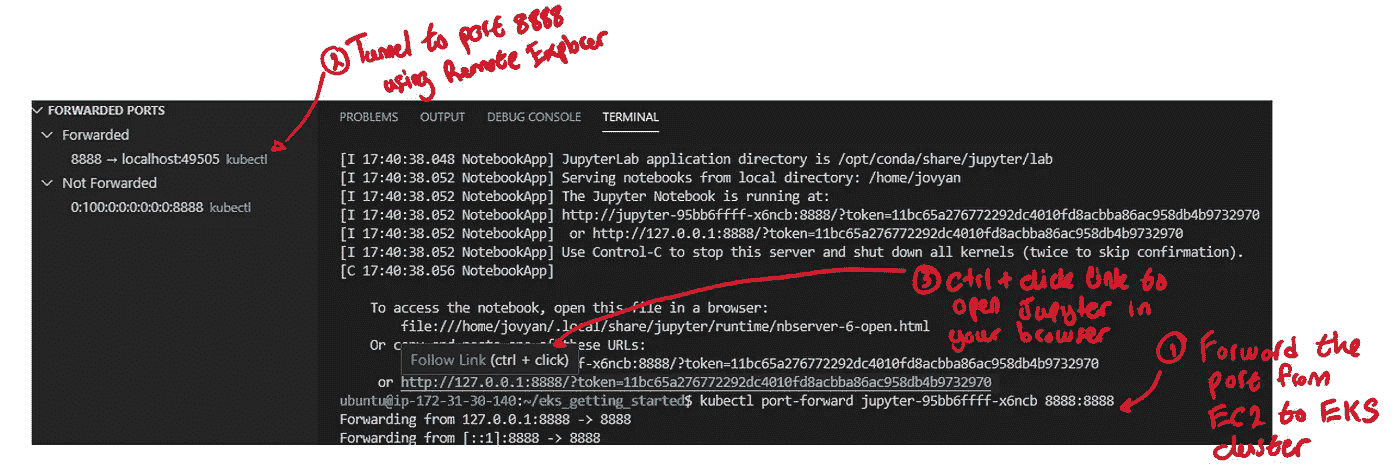 ② Tunnel to port 8888
using Remote Explorer
FORWARDED PORTS
Forwarded
8888 → localhost:49505 kubectl
Not Forwarded
0:100:0:0:0:0:0:0:8888 kubectl
PROBLEMS OUTPUT DEBUG CONSOLE TERMINAL
[I 17:40:38.048 NotebookApp] JupyterLab application directory is /opt/conda/share/jupyter/lab
[I 17:40:38.052 NotebookApp] Serving notebooks from local directory: /home/jovyan
[I 17:40:38.052 NotebookApp] The Jupyter Notebook is running at:
[I 17:40:38.052 NotebookApp] http://jupyter-95bb6ffff-x6ncb:8888/?token=11bc65a276772292dc4010fd8acbba86ac958db4b9732970
[I 17:40:38.052 NotebookApp]  or http://127.0.0.1:8888/?token=11bc65a276772292dc4010fd8acbba86ac958db4b9732970
[I 17:40:38.052 NotebookApp] Use Control-C to stop this server and shut down all kernels (twice to skip confirmation).
[C 17:40:38.056 NotebookApp]
To access the notebook, open this file in a browser:
file:///home/jovyan/.local/share/jupyter/runtime/nbserver-6-open.html
Or copy and paste one of these URLs:
Follow Link (ctrl + click)
f-x6ncb:8888/?token=11bc65a276772292dc4010fd8acbba86ac958db4b9732970
or http://127.0.0.1:8888/?token=11bc65a276772292dc4010fd8acbba86ac958db4b9732970
ubuntu@ip-172-31-30-140:~/eks_getting_started$ kubectl port-forward jupyter-95bb6ffff-x6ncb 8888:8888
Forwarding from 127.0.0.1:8888 -> 8888
Forwarding from [::1]:8888 -> 8888
③ Ctrl + click link to
open Jupyter in
your browser
① Forward the
port from
EC2 to EKS
cluster